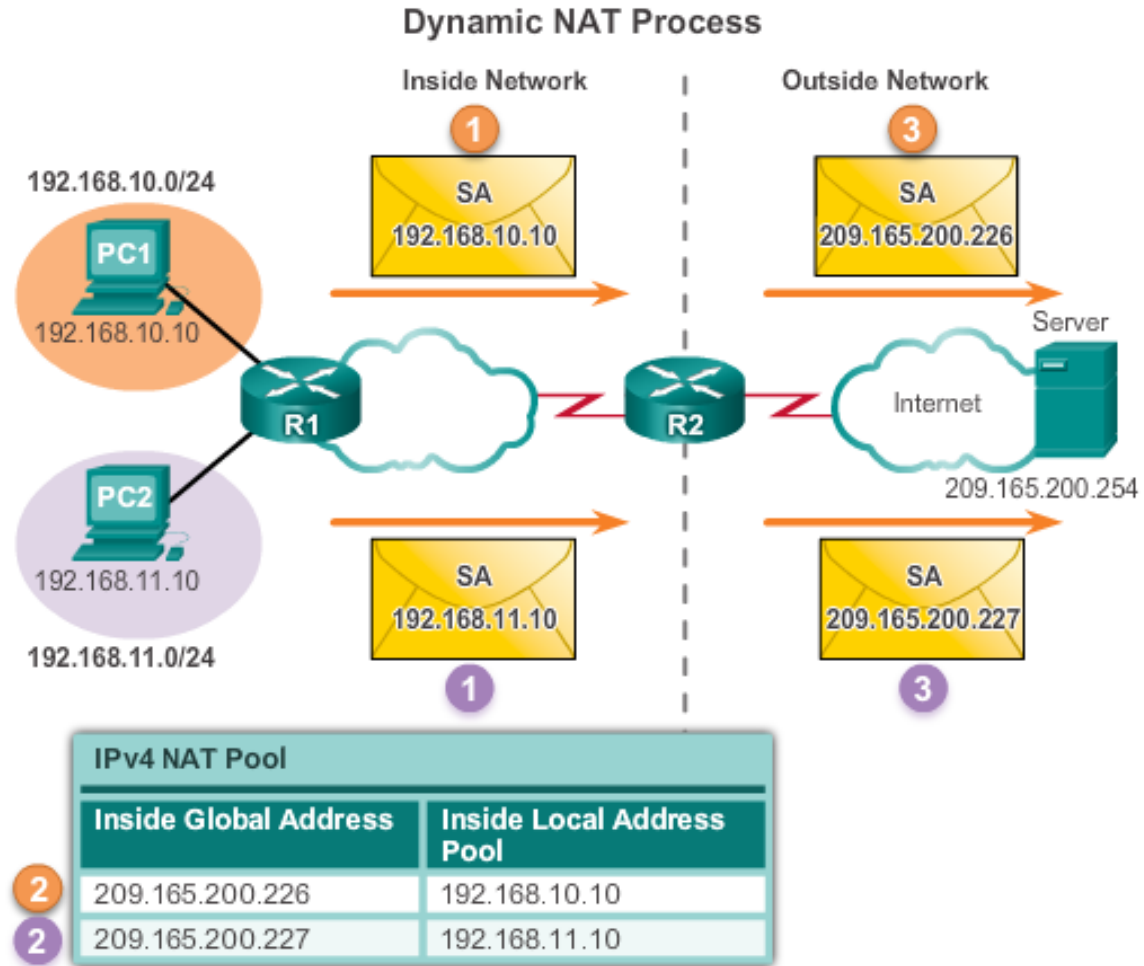 Dynamic NAT Process
Inside Network
Outside Network
1
3
192.168.10.0/24
SA
192.168.10.10
SA
209.165.200.226
PC1
192.168.10.10
Server
R1
R2
Internet
PC2
192.168.11.10
209.165.200.254
192.168.11.0/24
SA
192.168.11.10
SA
209.165.200.227
1
3
IPv4 NAT Pool
Inside Global Address
Inside Local Address
Pool
2
209.165.200.226
192.168.10.10
2
209.165.200.227
192.168.11.10